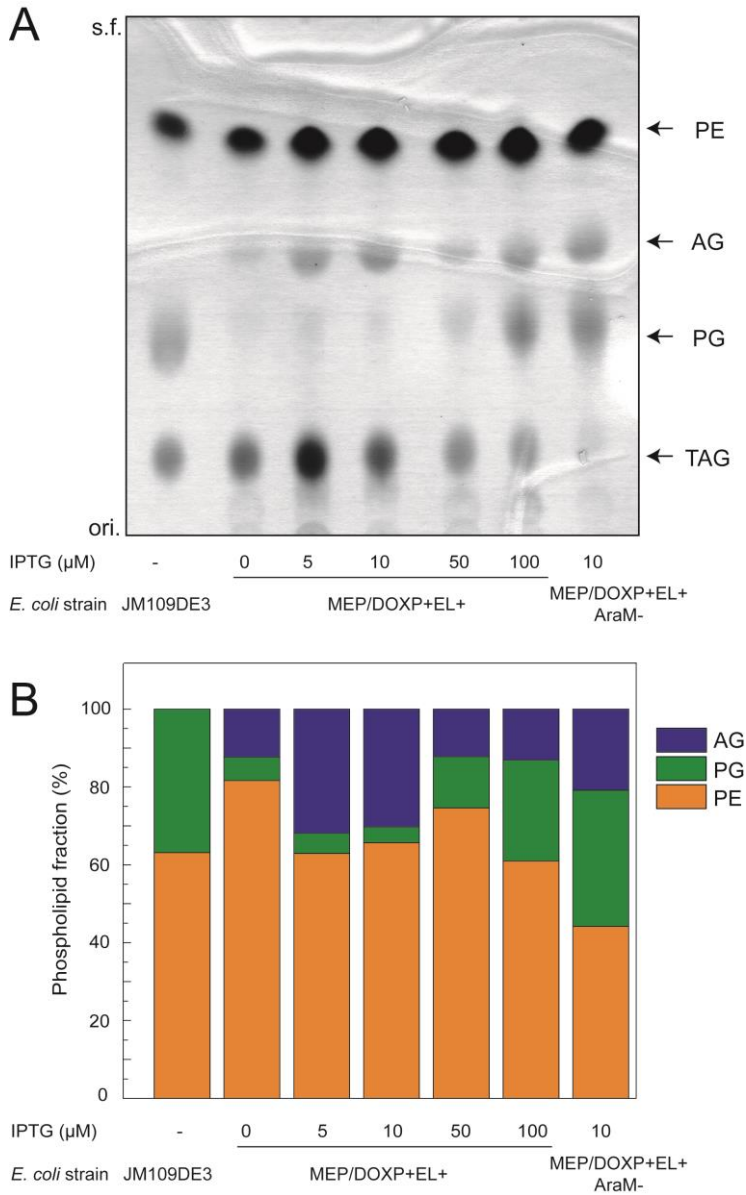 A
s.f.
PE
AG
PG
TAG
ori.
IPTG (µM) - 0 5 10 50 100 10
E. coli strain JM109DE3 MEP/DOXP+EL+ MEP/DOXP+EL+
AraM-
B
100
80
60
40
20
0
Phospholipid fraction (%)
AG
PG
PE
IPTG (µM) - 0 5 10 50 100 10
E. coli strain JM109DE3 MEP/DOXP+EL+ MEP/DOXP+EL+
AraM-